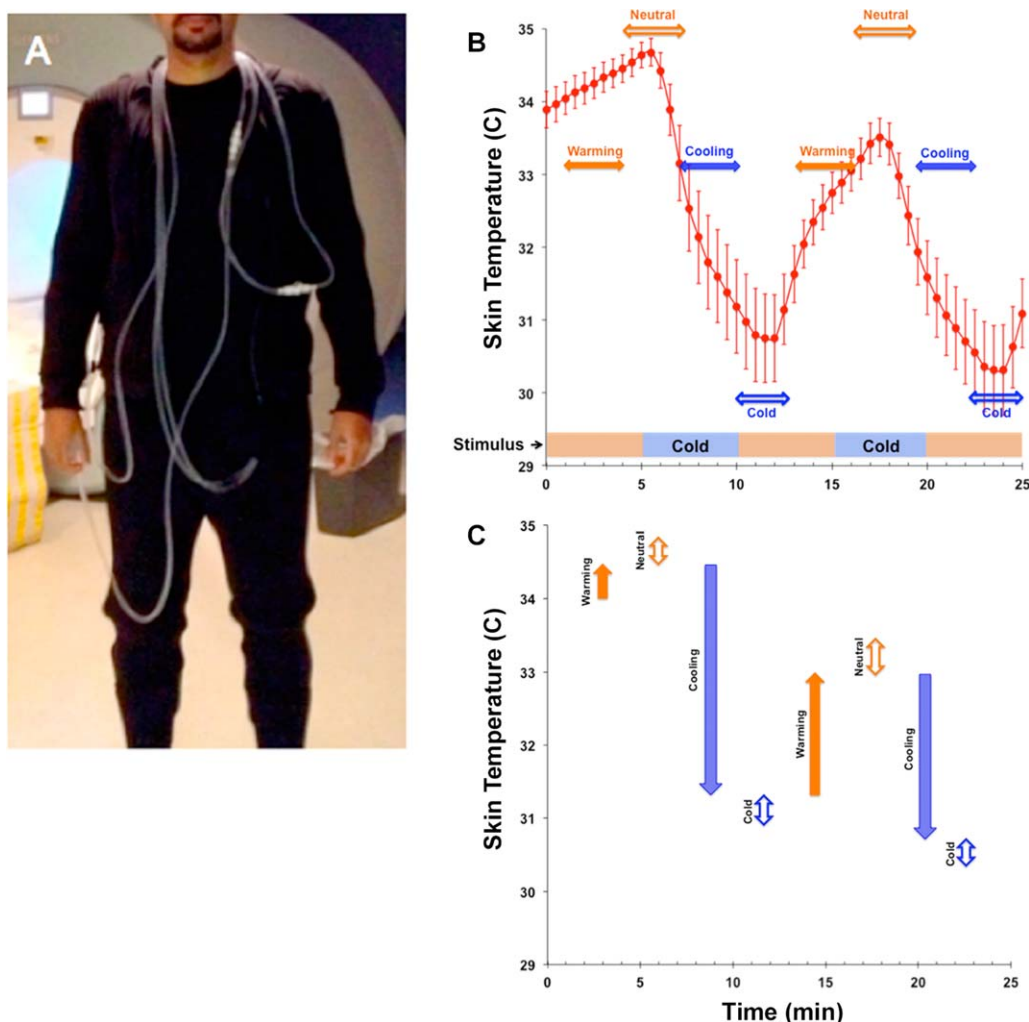 A
B
Skin Temperature (C)
35
34
33
32
31
30
29
Neutral
Neutral
Warming
Cooling
Warming
Cooling
Cold
Cold
Stimulus
Cold
Cold
0
5
10
15
20
25
C
Skin Temperature (C)
35
34
33
32
31
30
29
Warming
Neutral
Cooling
Cold
Warming
Neutral
Cooling
Cold
0
5
10
15
20
25
Time (min)